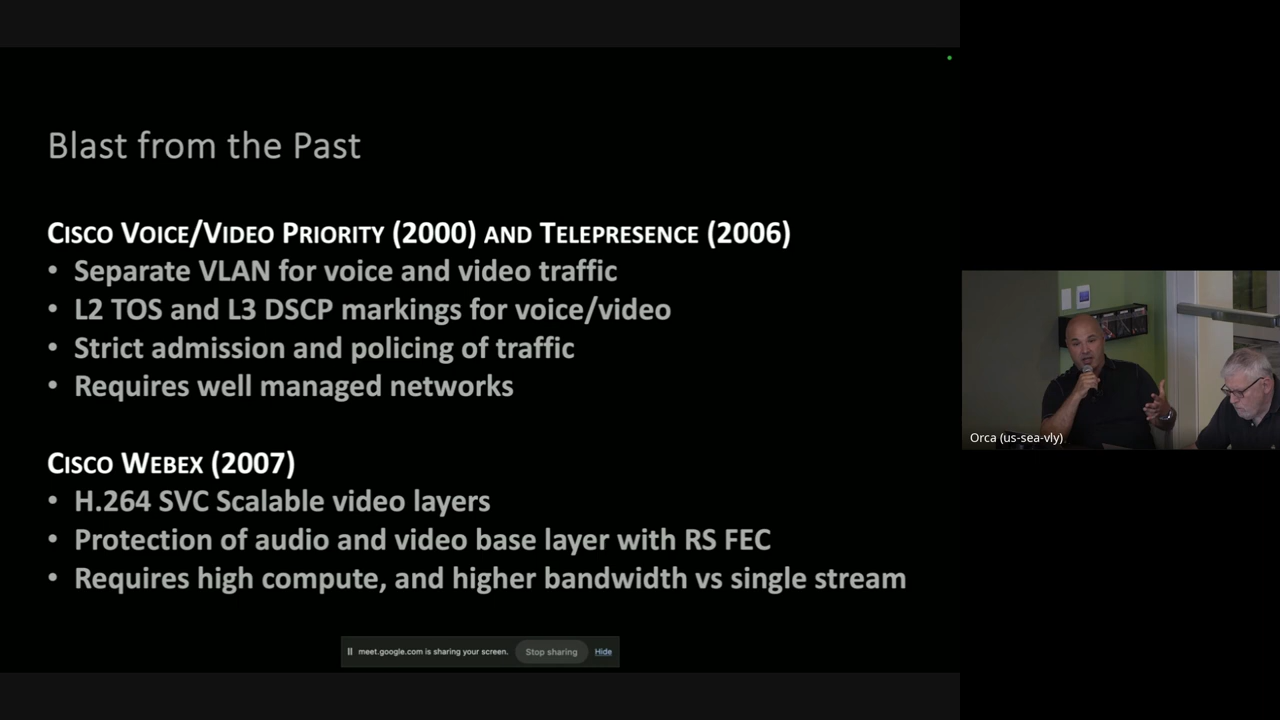 Blast from the Past
CISCO VOICE/VIDEO PRIORITY (2000) AND TELEPRESENCE (2006)
• Separate VLAN for voice and video traffic
• L2 TOS and L3 DSCP markings for voice/video
• Strict admission and policing of traffic
• Requires well managed networks
CISCO WEBEX (2007)
• H.264 SVC Scalable video layers
• Protection of audio and video base layer with RS FEC
• Requires high compute, and higher bandwidth vs single stream
meet.google.com is sharing your screen. Stop sharing Hide
Orca (us-sea-vly)